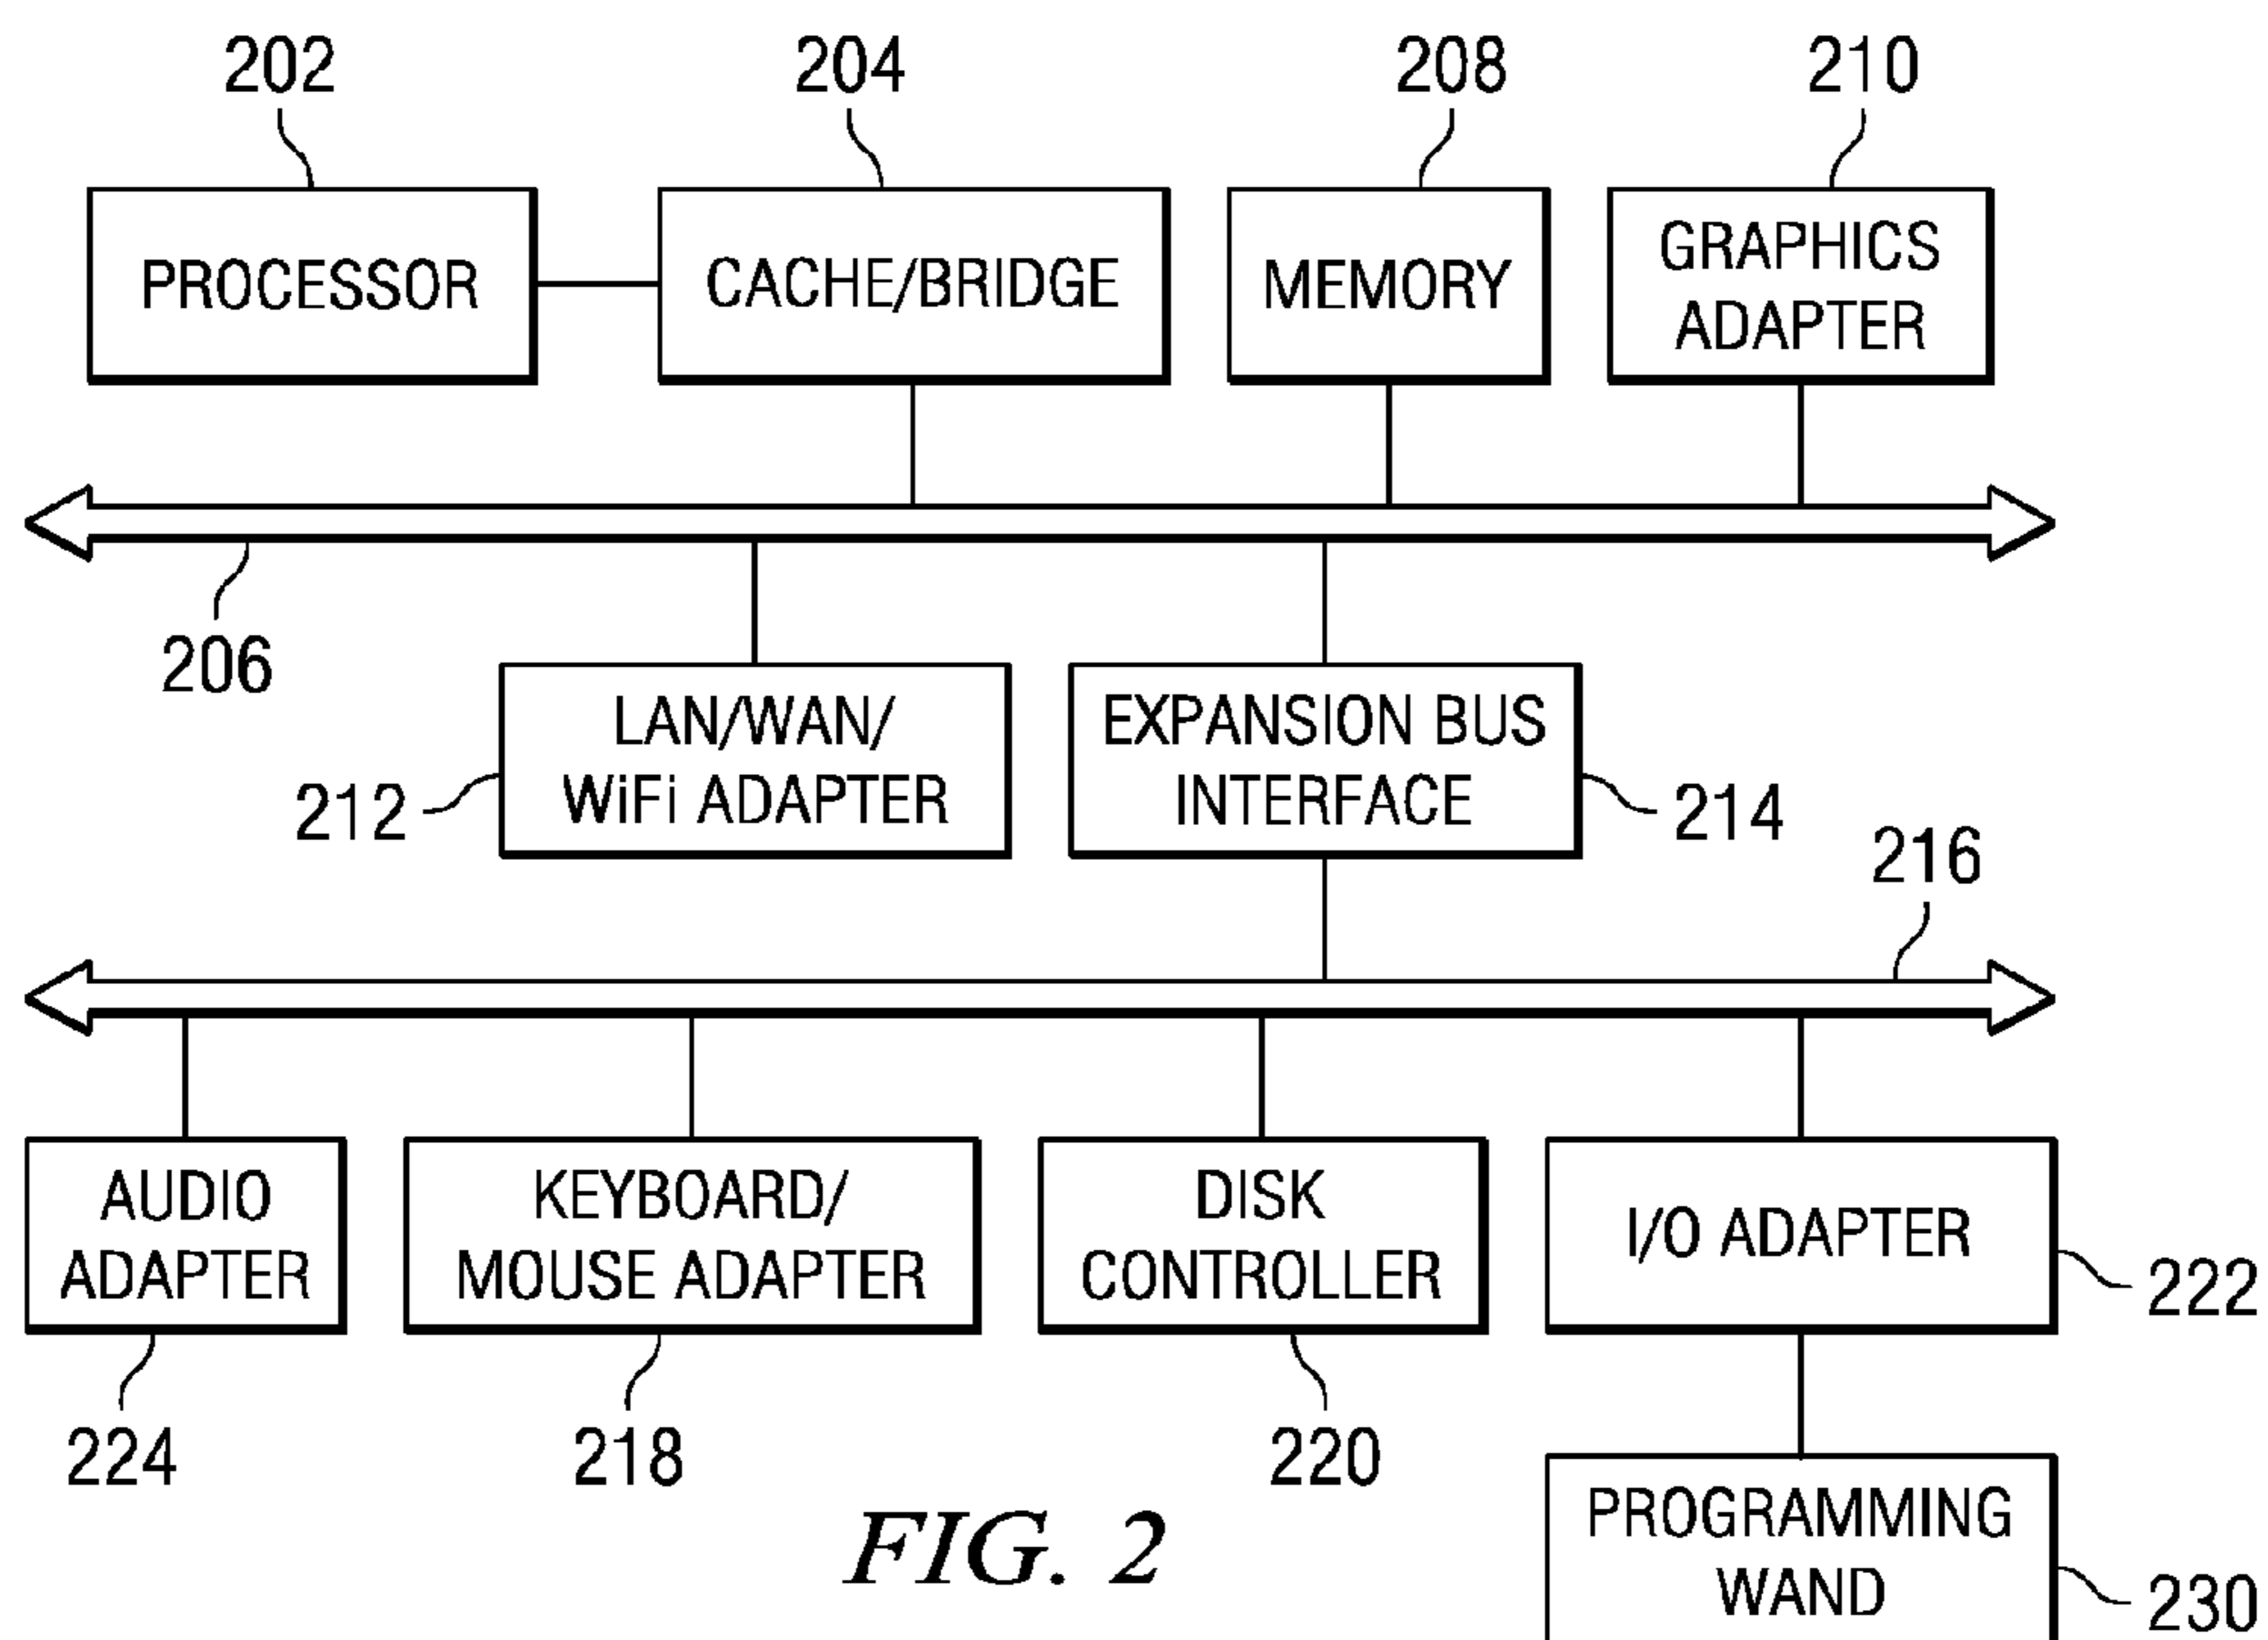 202
204
208
210
PROCESSOR
CACHE/BRIDGE
MEMORY
GRAPHICS
ADAPTER
206
LAN/WAN/
WiFi ADAPTER
212
EXPANSION BUS
INTERFACE
214
216
AUDIO
ADAPTER
KEYBOARD/
MOUSE ADAPTER
DISK
CONTROLLER
I/O ADAPTER
222
224
218
220
PROGRAMMING
WAND
230
FIG. 2